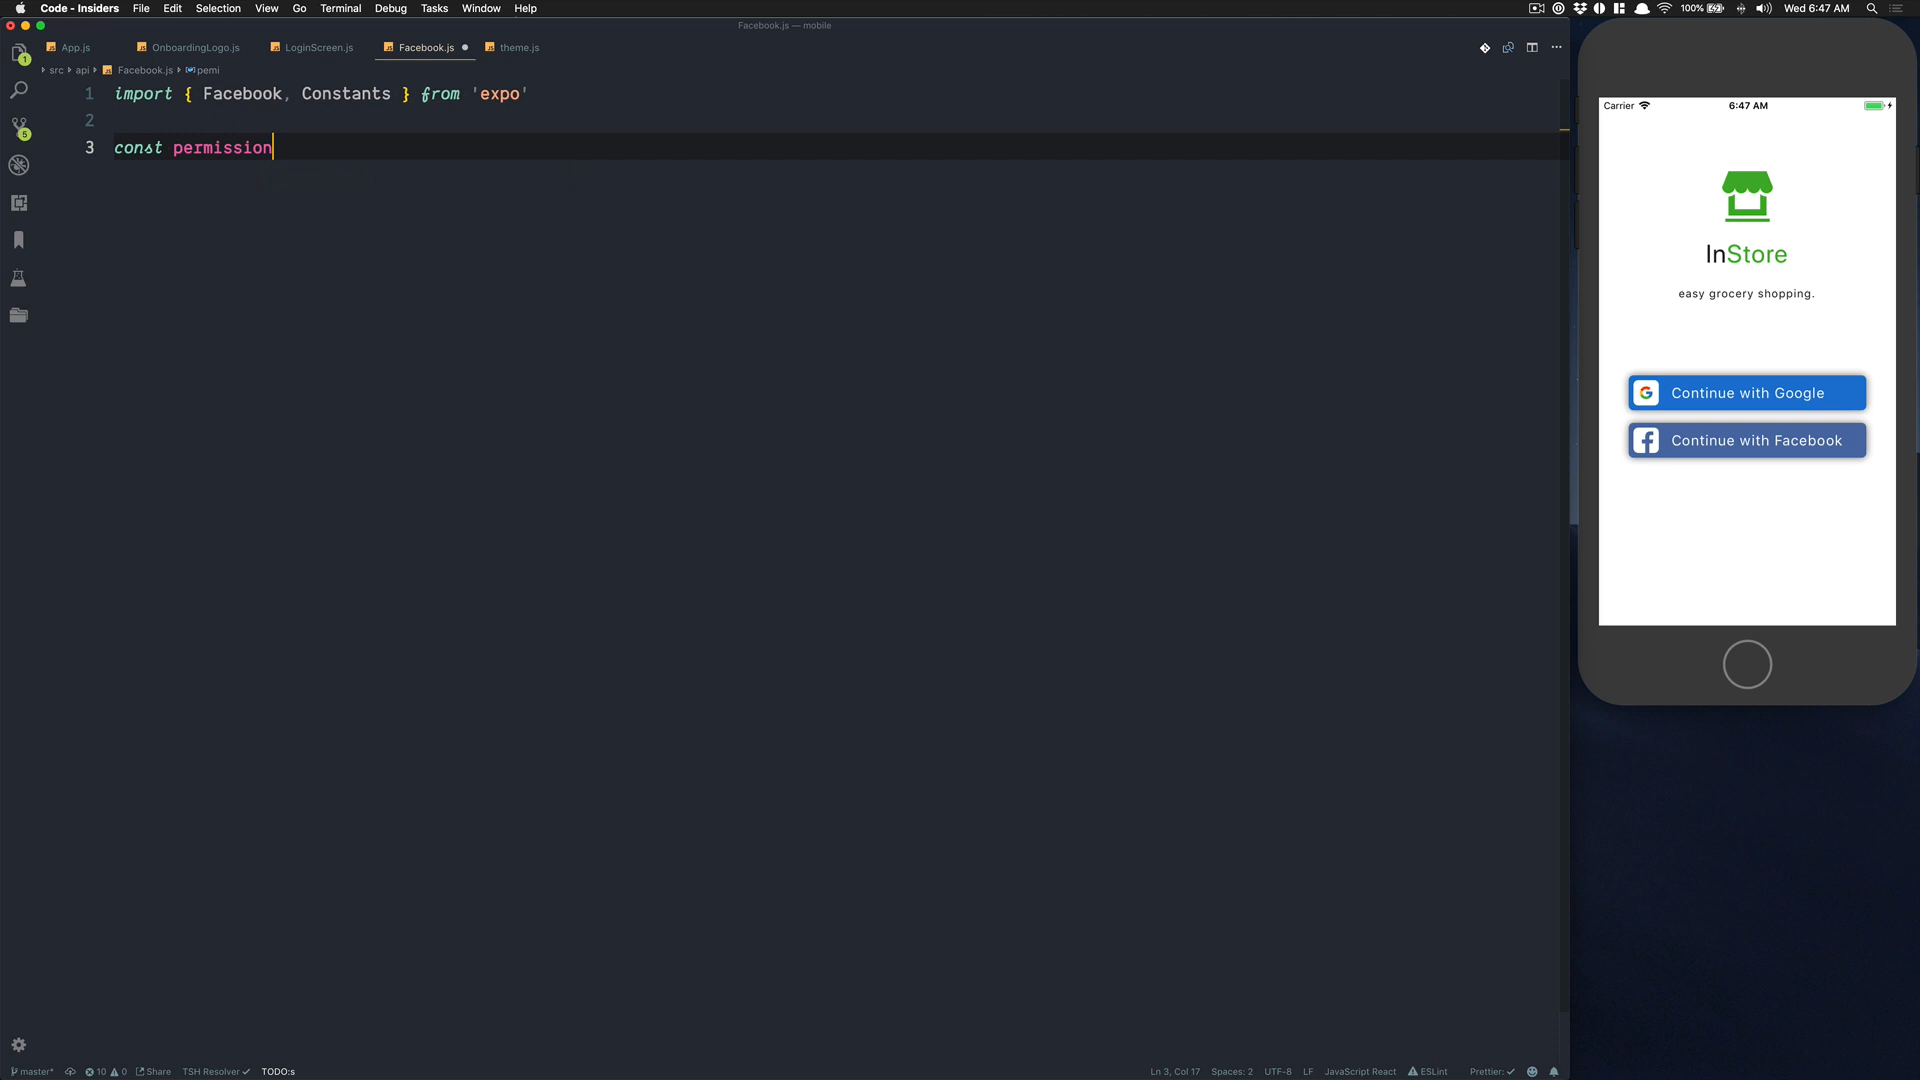 Code - Insiders File Edit Selection View Go Terminal Debug Tasks Window Help 100% Wed 6:47 AM
Facebook.js — mobile
App.js OnboardingLogo.js LoginScreen.js Facebook.js theme.js
src api Facebook.js pemi
1 import { Facebook, Constants } from 'expo'
2
3 const permission
1
5
Carrier 6:47 AM
InStore
easy grocery shopping.
G Continue with Google
f Continue with Facebook
master* 10 0 Share TSH Resolver TODO:s Ln 3, Col 17 Spaces: 2 UTF-8 LF JavaScript React ESLint Prettier: